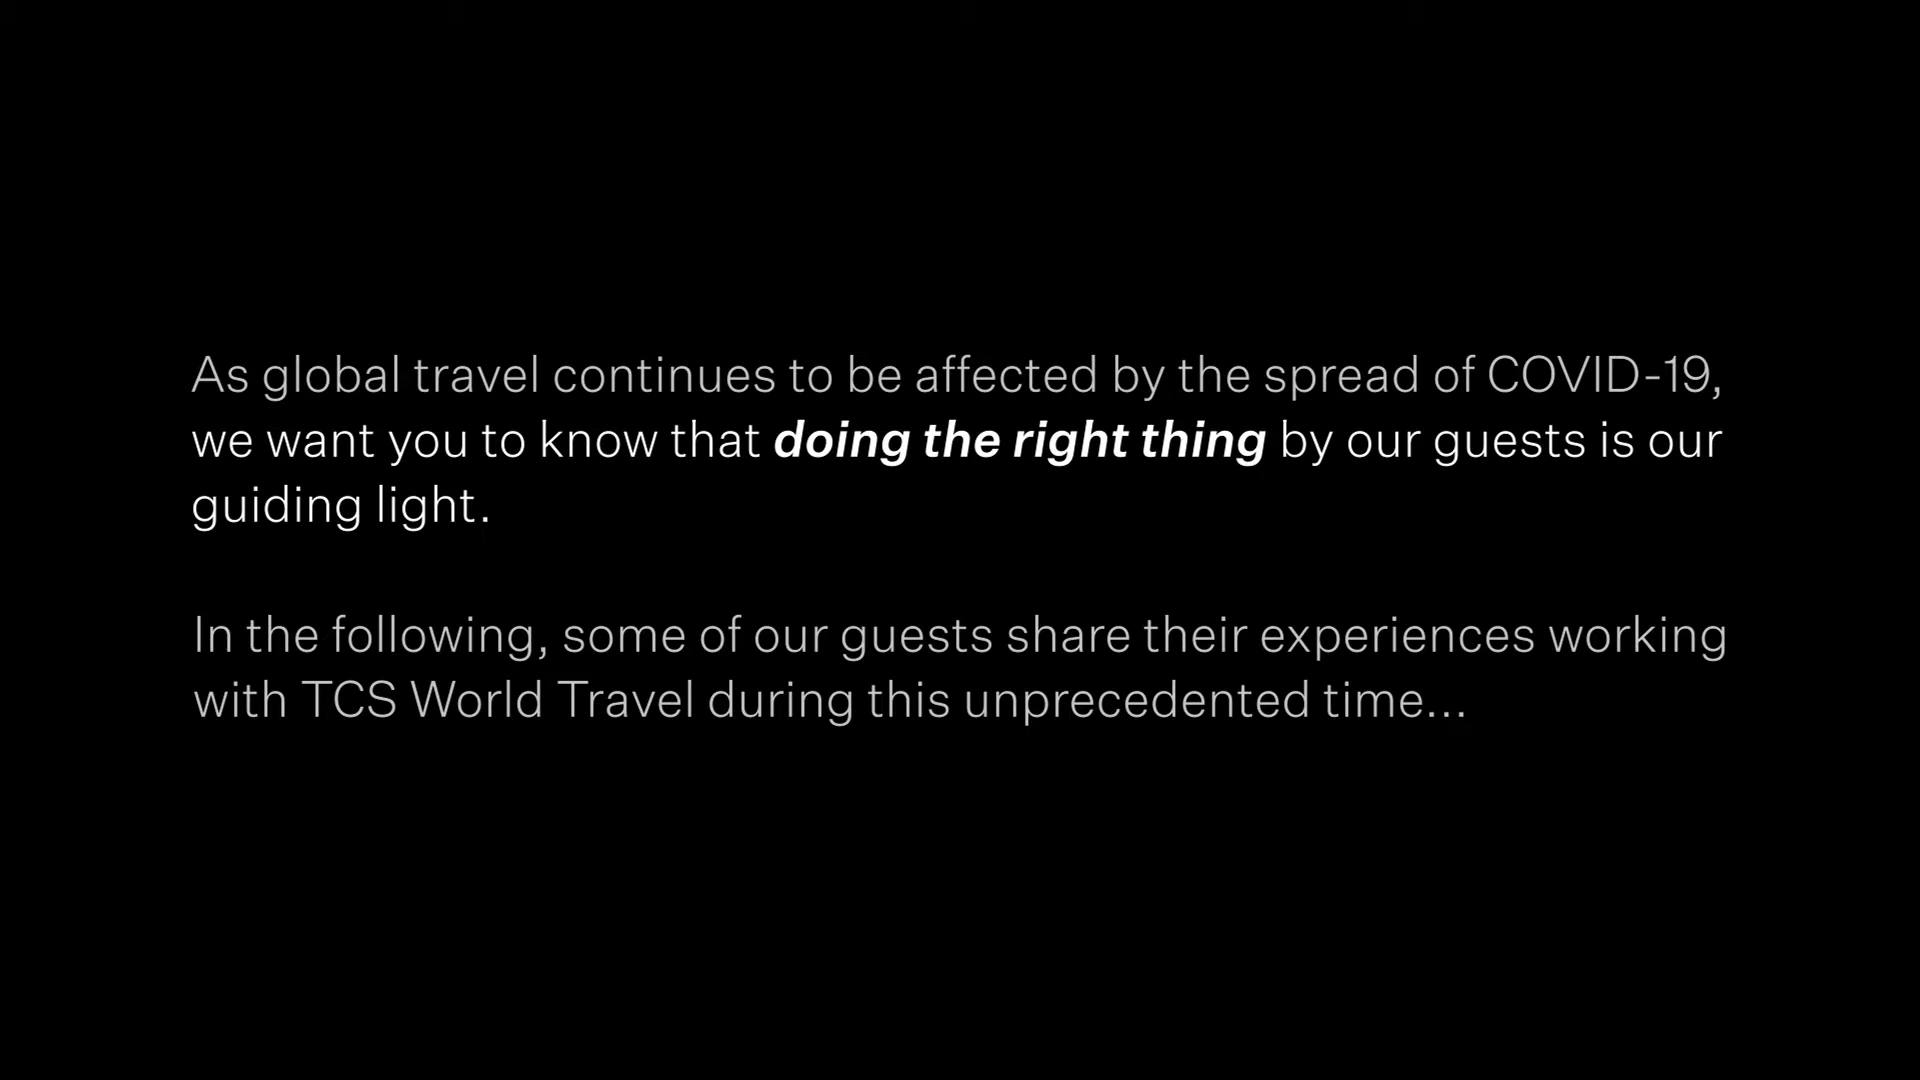 As global travel continues to be affected by the spread of COVID-19,
we want you to know that doing the right thing by our guests is our
guiding light.
In the following, some of our guests share their experiences working
with TCS World Travel during this unprecedented time...